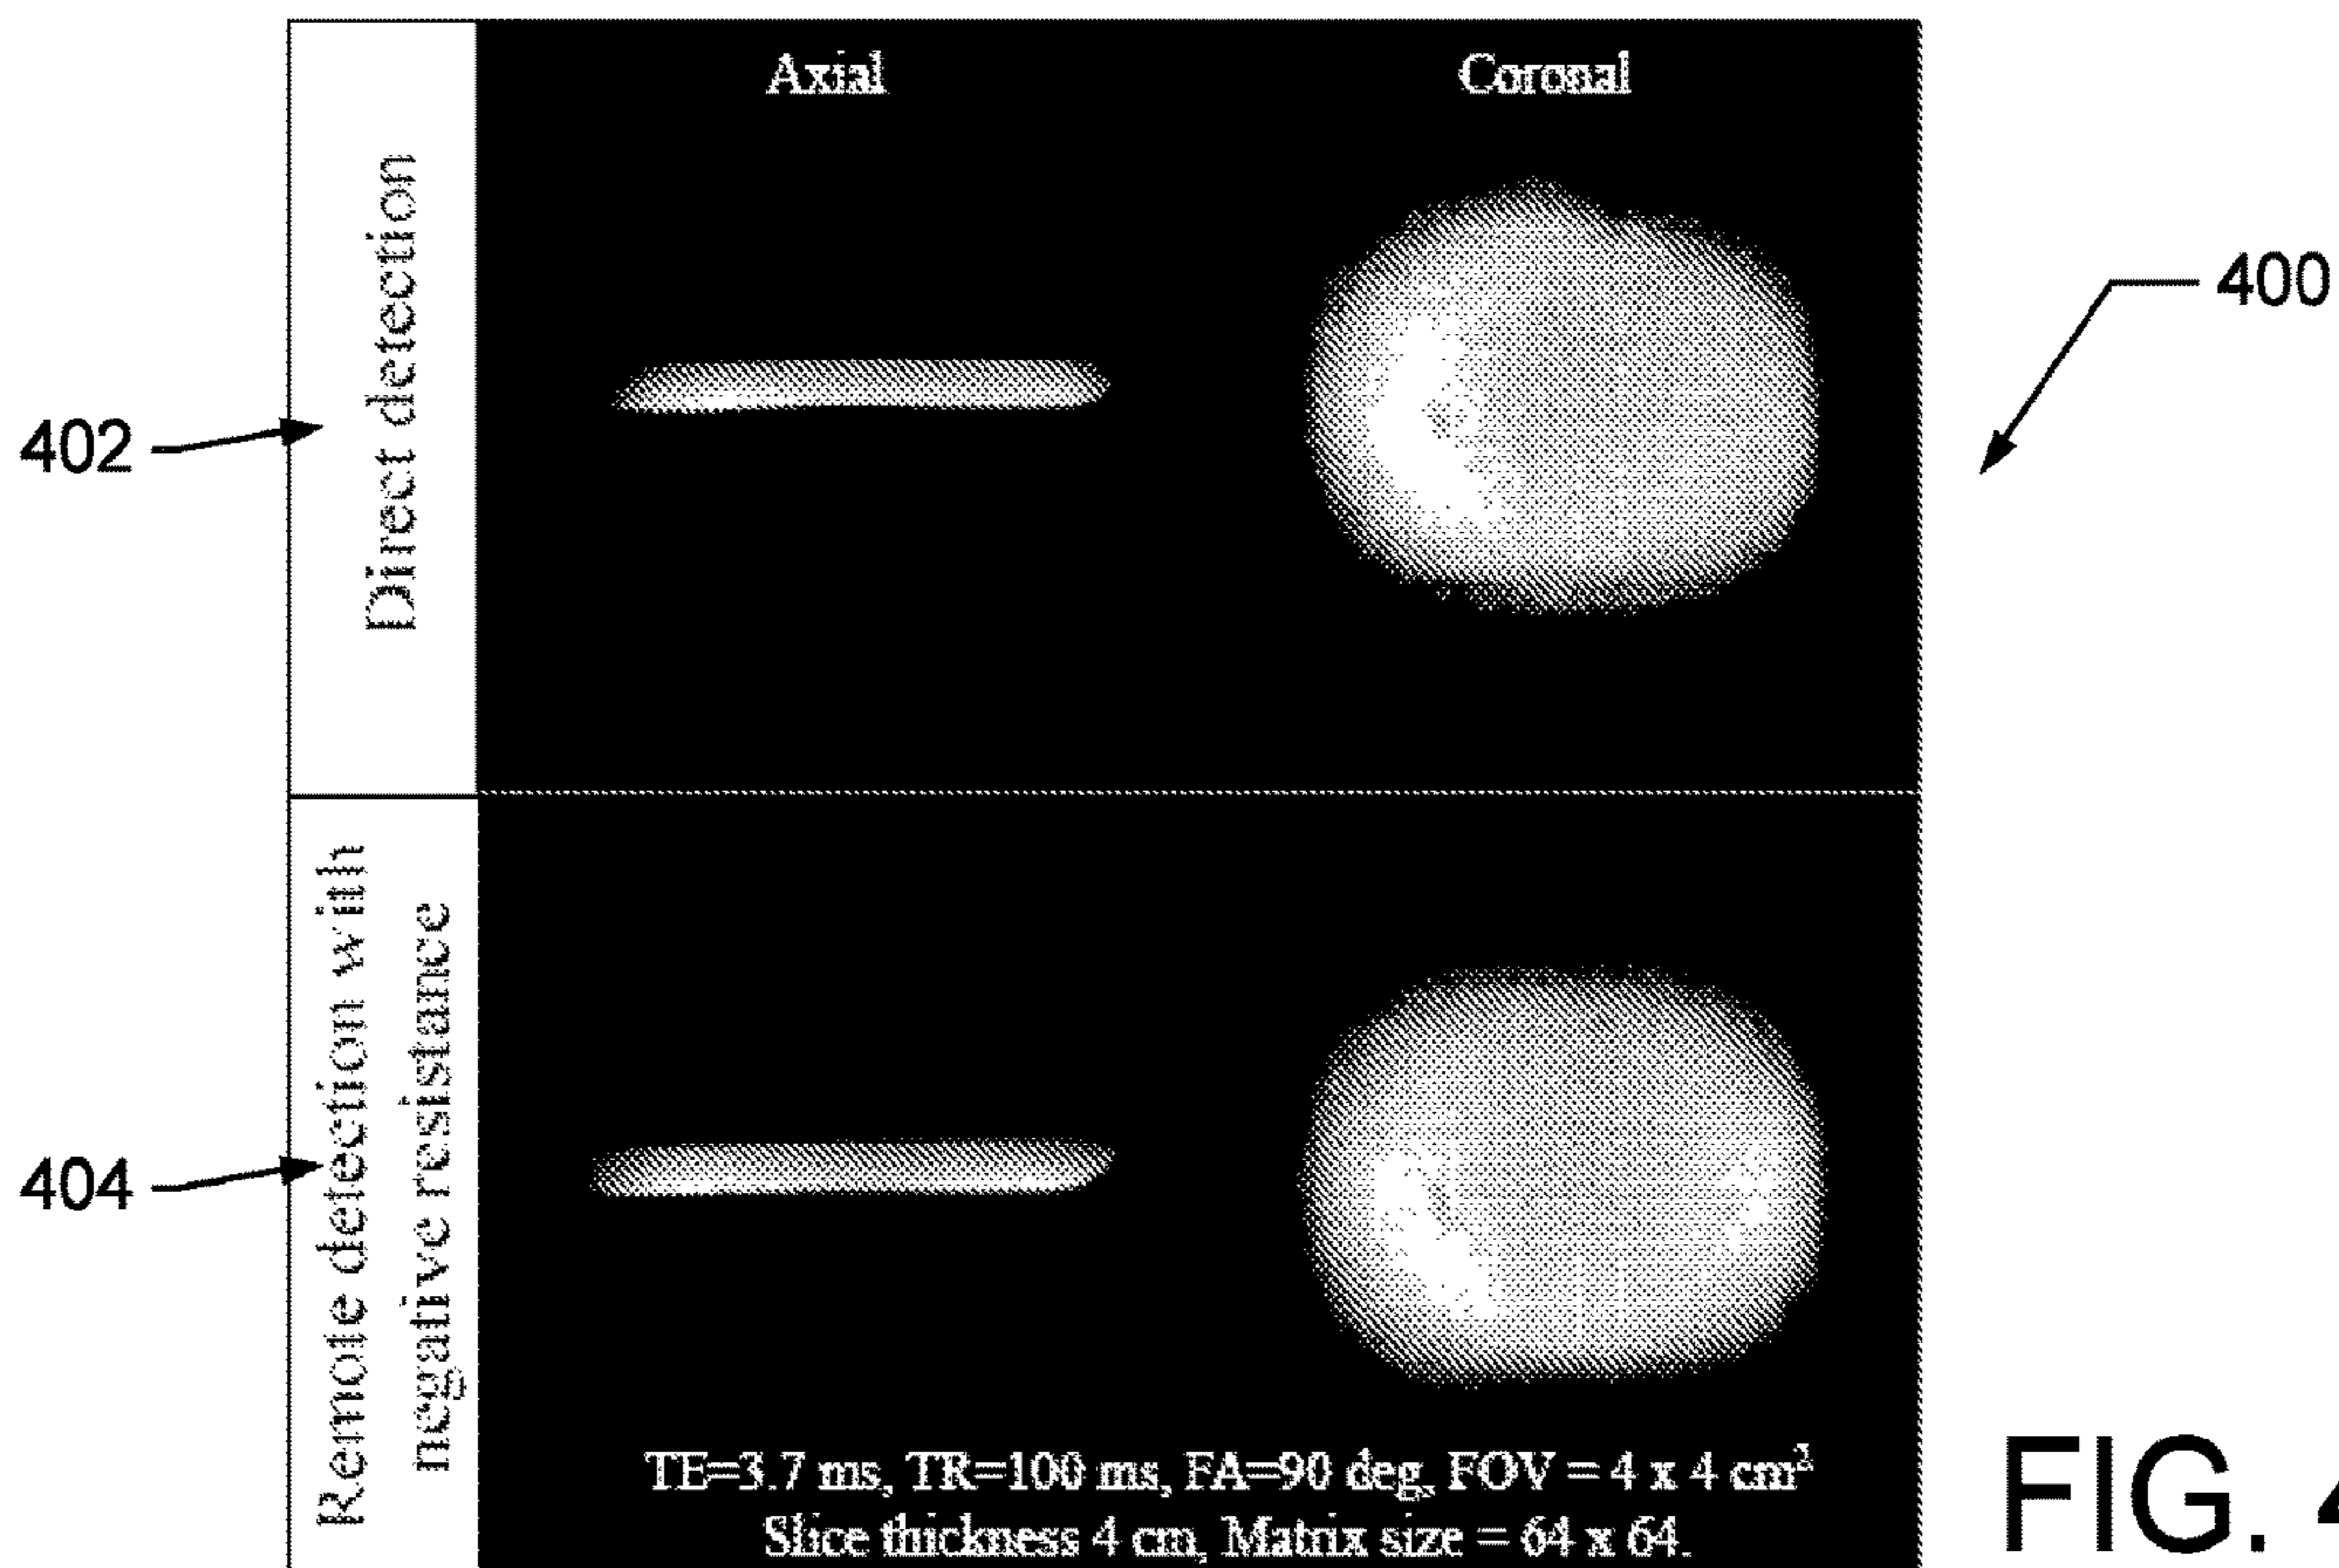 Axial
Coronal
Direct detection
400
402
Remote detection with
negative resistance
404
TE=3.7 ms, TR=100 ms, FA=90 deg, FOV = 4 x 4 cm²
Slice thickness 4 cm, Matrix size = 64 x 64.
FIG. 4